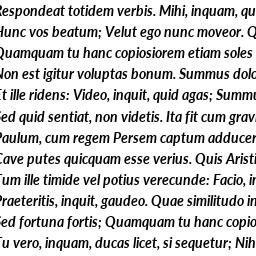 Respondeat totidem verbis. Mihi, inquam, qu
Hunc vos beatum; Velut ego nunc moveor. Q
Quamquam tu hanc copiosiorem etiam soles
Non est igitur voluptas bonum. Summus dolo
Et ille ridens: Video, inquit, quid agas; Summu
Sed quid sentiat, non videtis. Ita fit cum grav
Paulum, cum regem Persem captum adducer
Cave putes quicquam esse verius. Quis Aristi
Tum ille timide vel potius verecunde: Facio, in
Praeteritis, inquit, gaudeo. Quae similitudo in
Sed fortuna fortis; Quamquam tu hanc copio
Tu vero, inquam, ducas licet, si sequetur; Nih